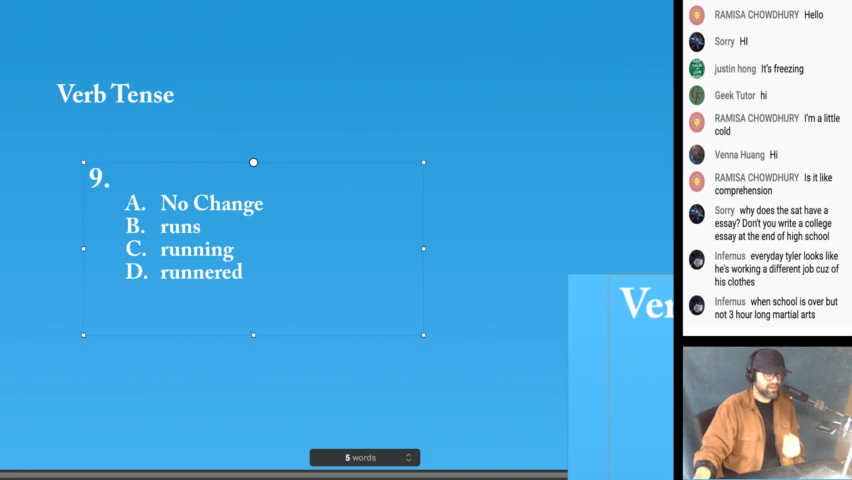 Verb Tense
9.
A. No Change
B. runs
C. running
D. runnered
5 words
Ver
RAMISA CHOWDHURY Hello
Sorry HI
justin hong It's freezing
Geek Tutor hi
RAMISA CHOWDHURY I'm a little
cold
Venna Huang Hi
RAMISA CHOWDHURY Is it like
comprehension
Sorry why does the sat have a
essay? Don't you write a college
essay at the end of high school
Infernus everyday tyler looks like
he's working a different job cuz of
his clothes
Infernus when school is over but
not 3 hour long martial arts